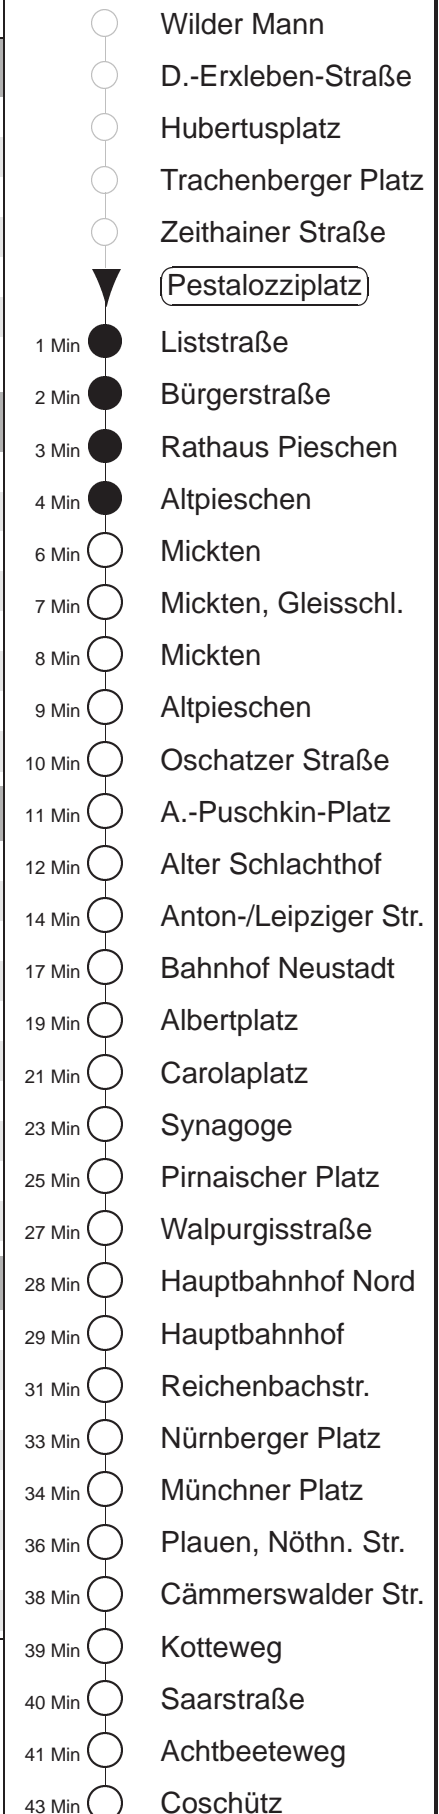 Wilder Mann
D.-Erxleben-Straße
Hubertusplatz
Trachenberger Platz
Zeithainer Straße
Pestalozziplatz
1 Min Liststraße
2 Min Bürgerstraße
3 Min Rathaus Pieschen
4 Min Altpieschen
6 Min Mickten
7 Min Mickten, Gleisschl.
8 Min Mickten
9 Min Altpieschen
10 Min Oschatzer Straße
11 Min A.-Puschkin-Platz
12 Min Alter Schlachthof
14 Min Anton-/Leipziger Str.
17 Min Bahnhof Neustadt
19 Min Albertplatz
21 Min Carolaplatz
23 Min Synagoge
25 Min Pirnaischer Platz
27 Min Walpurgisstraße
28 Min Hauptbahnhof Nord
29 Min Hauptbahnhof
31 Min Reichenbachstr.
33 Min Nürnberger Platz
34 Min Münchner Platz
36 Min Plauen, Nöthn. Str.
38 Min Cämmerswalder Str.
39 Min Kotteweg
40 Min Saarstraße
41 Min Achtbeeteweg
43 Min Coschütz